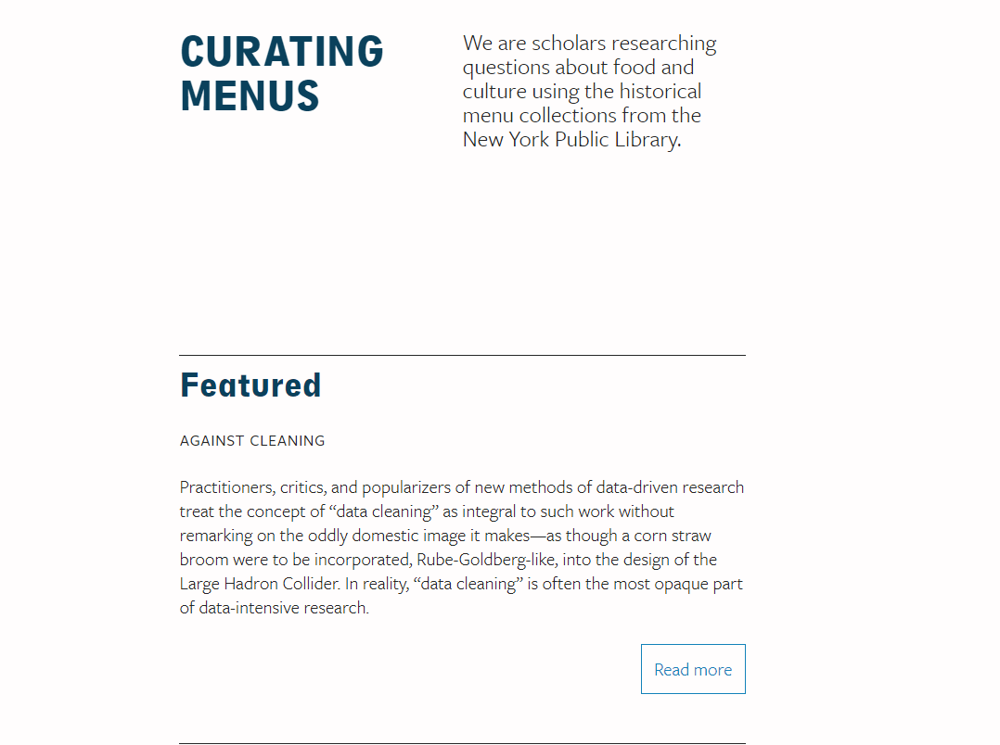 CURATING
MENUS
We are scholars researching
questions about food and
culture using the historical
menu collections from the
New York Public Library.
Featured
AGAINST CLEANING
Practitioners, critics, and popularizers of new methods of data-driven research
treat the concept of “data cleaning” as integral to such work without
remarking on the oddly domestic image it makes—as though a corn straw
broom were to be incorporated, Rube-Goldberg-like, into the design of the
Large Hadron Collider. In reality, “data cleaning” is often the most opaque part
of data-intensive research.
Read more